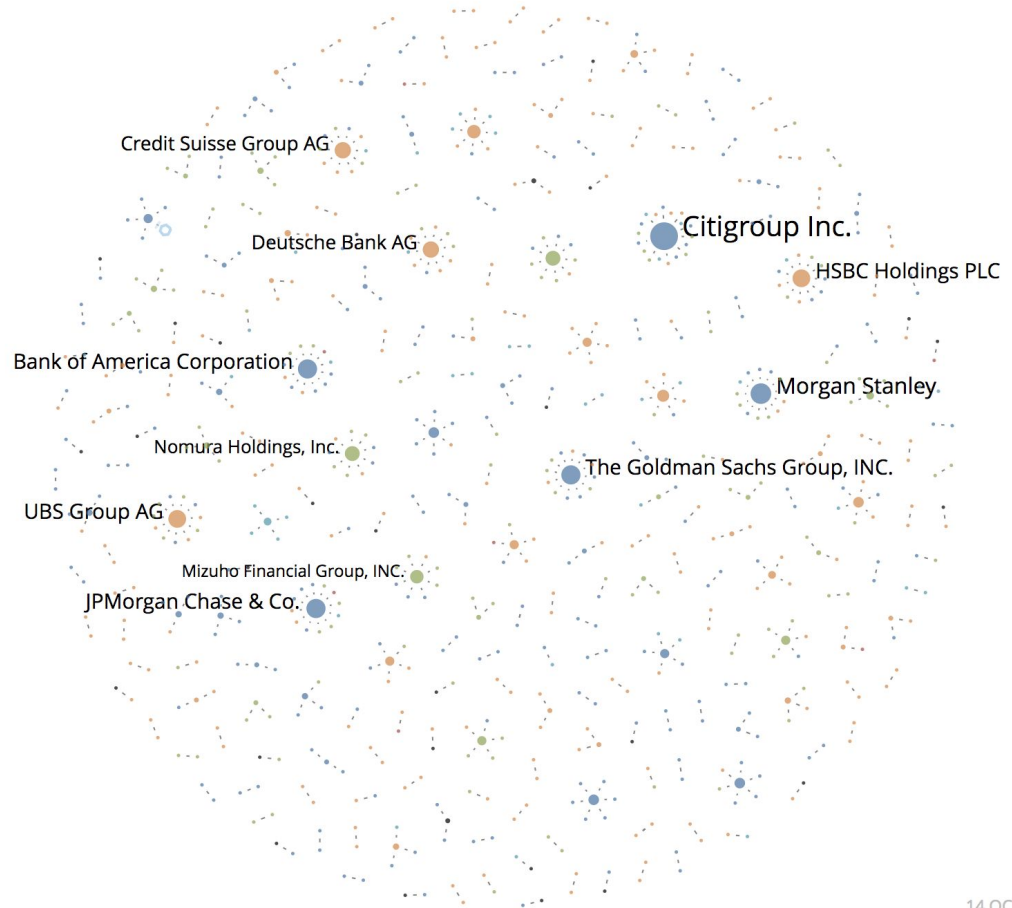 Credit Suisse Group AG
Citigroup Inc.
Deutsche Bank AG
HSBC Holdings PLC
Bank of America Corporation
Morgan Stanley
Nomura Holdings, Inc.
The Goldman Sachs Group, INC.
UBS Group AG
Mizuho Financial Group, INC.
JPMorgan Chase & Co.